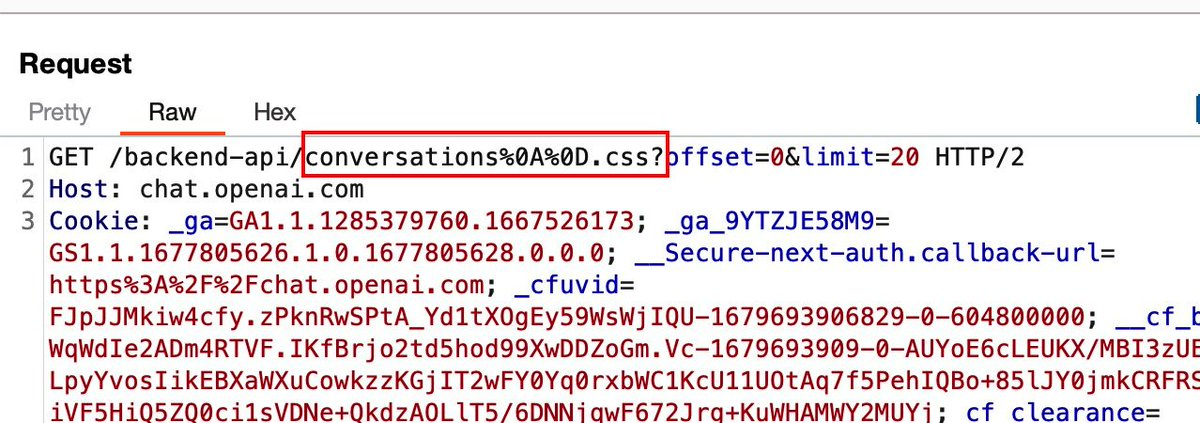 Request
Pretty Raw Hex
1 GET /backend-api/conversations%0A%0D.css?offset=0&limit=20 HTTP/2
2 Host: chat.openai.com
3 Cookie: _ga=GA1.1.1285379760.1667526173; _ga_9YTZJE58M9=
GS1.1.1677805626.1.0.1677805628.0.0.0; __Secure-next-auth.callback-url=
https%3A%2F%2Fchat.openai.com; _cfuvid=
FJpJJMkiw4cfy.zPknRwSPtA_Yd1tXOgEy59WsWjIQU-1679693906829-0-604800000; __cf_b
WqWdIe2ADm4RTVF.IKfBrjo2td5hod99XwDDZoGm.Vc-1679693909-0-AUYoE6cLEUKX/MBI3zUE
LpyYvosIikEBXaWXuCowkzzKGjIT2wFY0Yq0rxbWC1KcU11UOtAq7f5PehIQBo+85lJY0jmkCRFRS
iVF5HiQ5ZQ0ci1sVDNe+QkdzAOLlT5/6DNNjqwF672Jrq+KuWHAMWY2MUYj; cf_clearance=